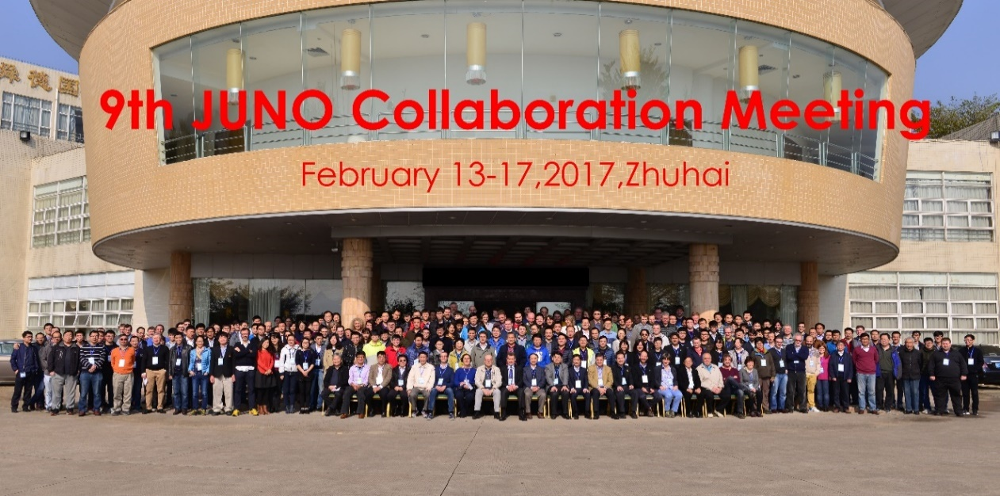 9th JUNO Collaboration Meeting
February 13-17,2017,Zhuhai